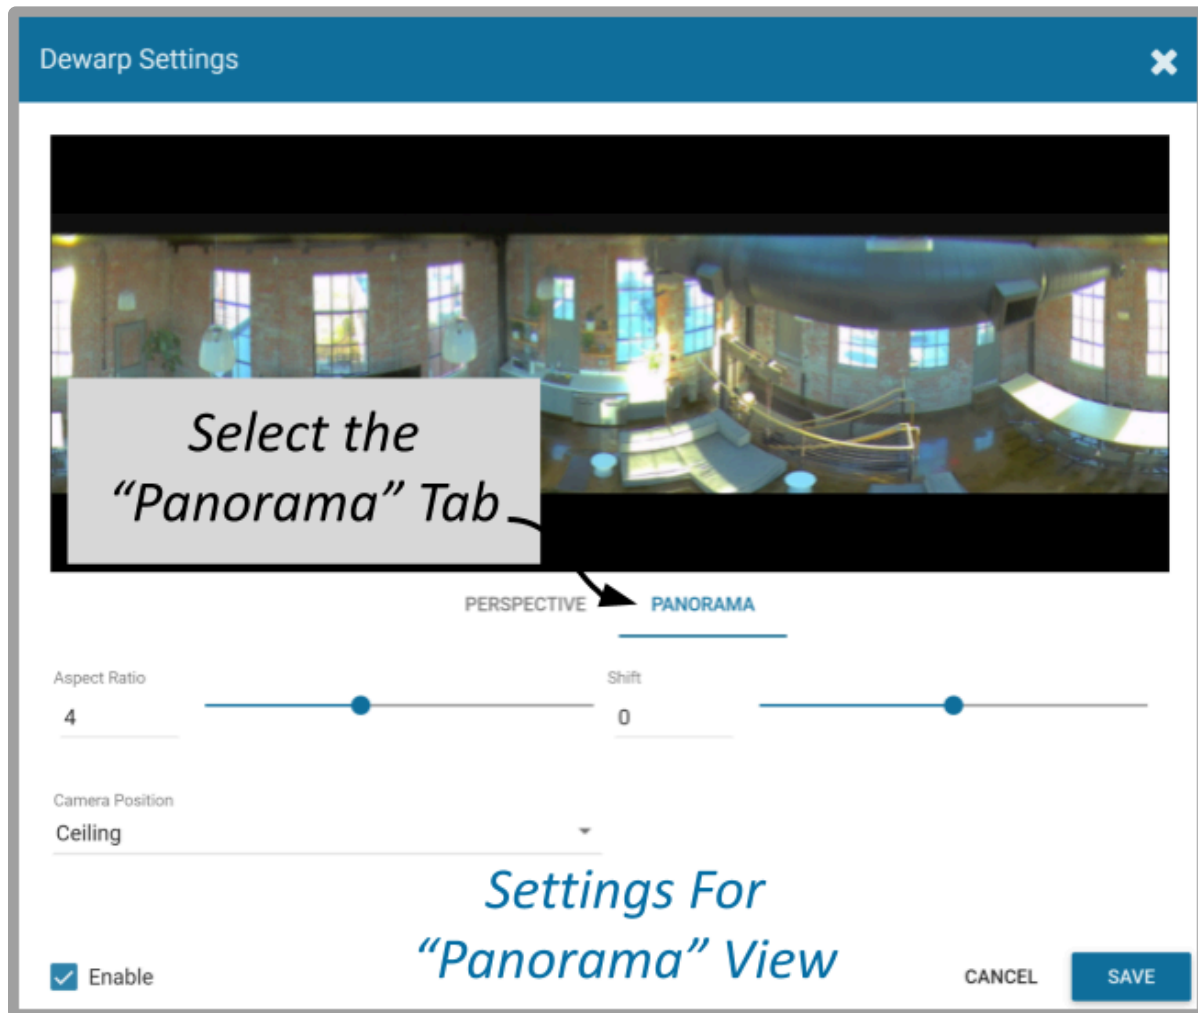 Dewarp Settings
Select the
“Panorama” Tab
PERSPECTIVE PANORAMA
Aspect Ratio Shift
4 0
Camera Position
Ceiling
Settings For
“Panorama” View
Enable CANCEL SAVE